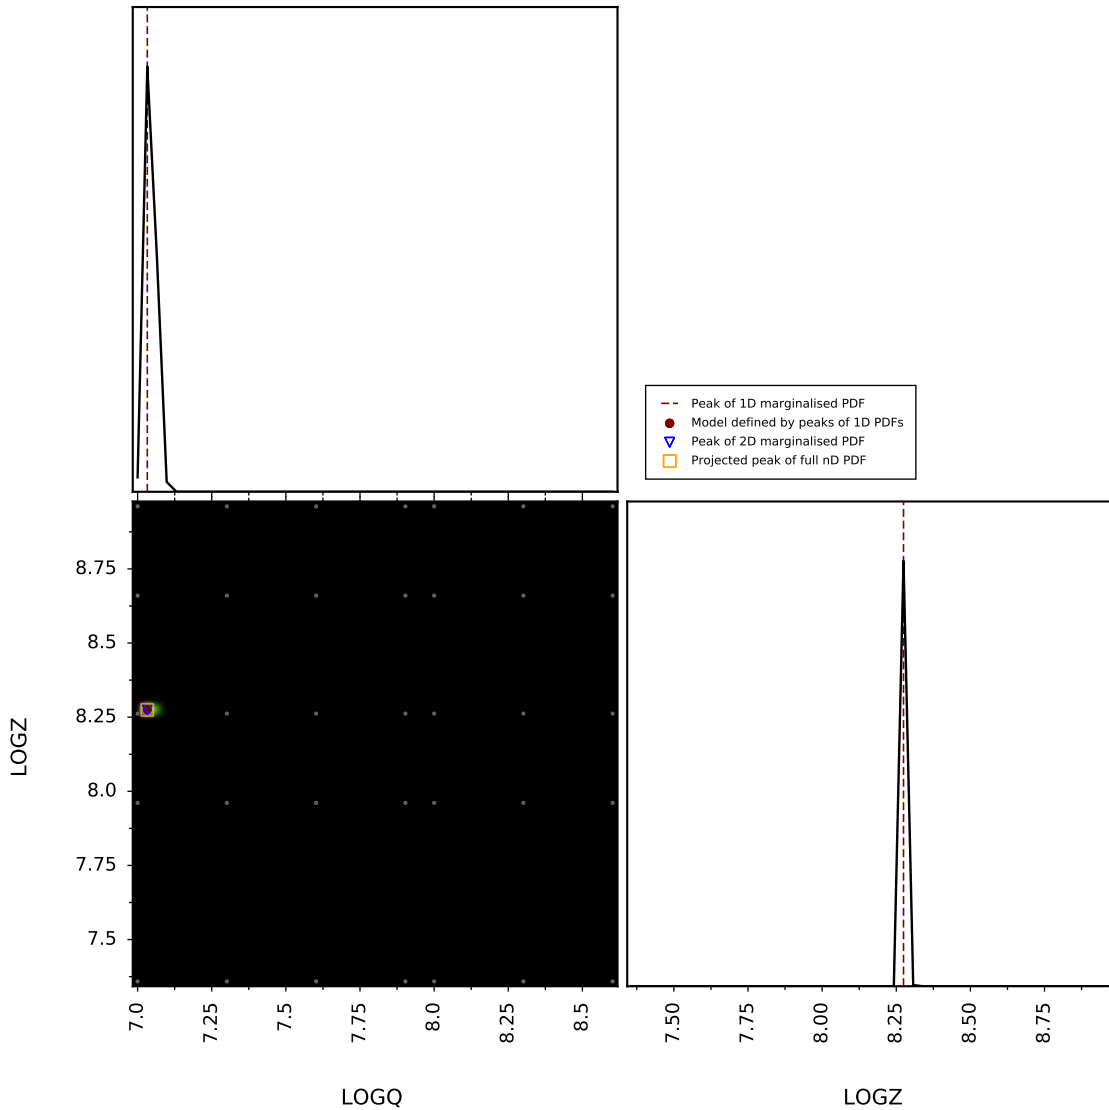 Peak of 1D marginalised PDF
Model defined by peaks of 1D PDFs
Peak of 2D marginalised PDF
Projected peak of full nD PDF
8.75
8.5
8.25
8.0
7.75
7.5
LOGZ
7.0
7.25
7.5
7.75
8.0
8.25
8.5
LOGQ
7.50
7.75
8.00
8.25
8.50
8.75
LOGZ